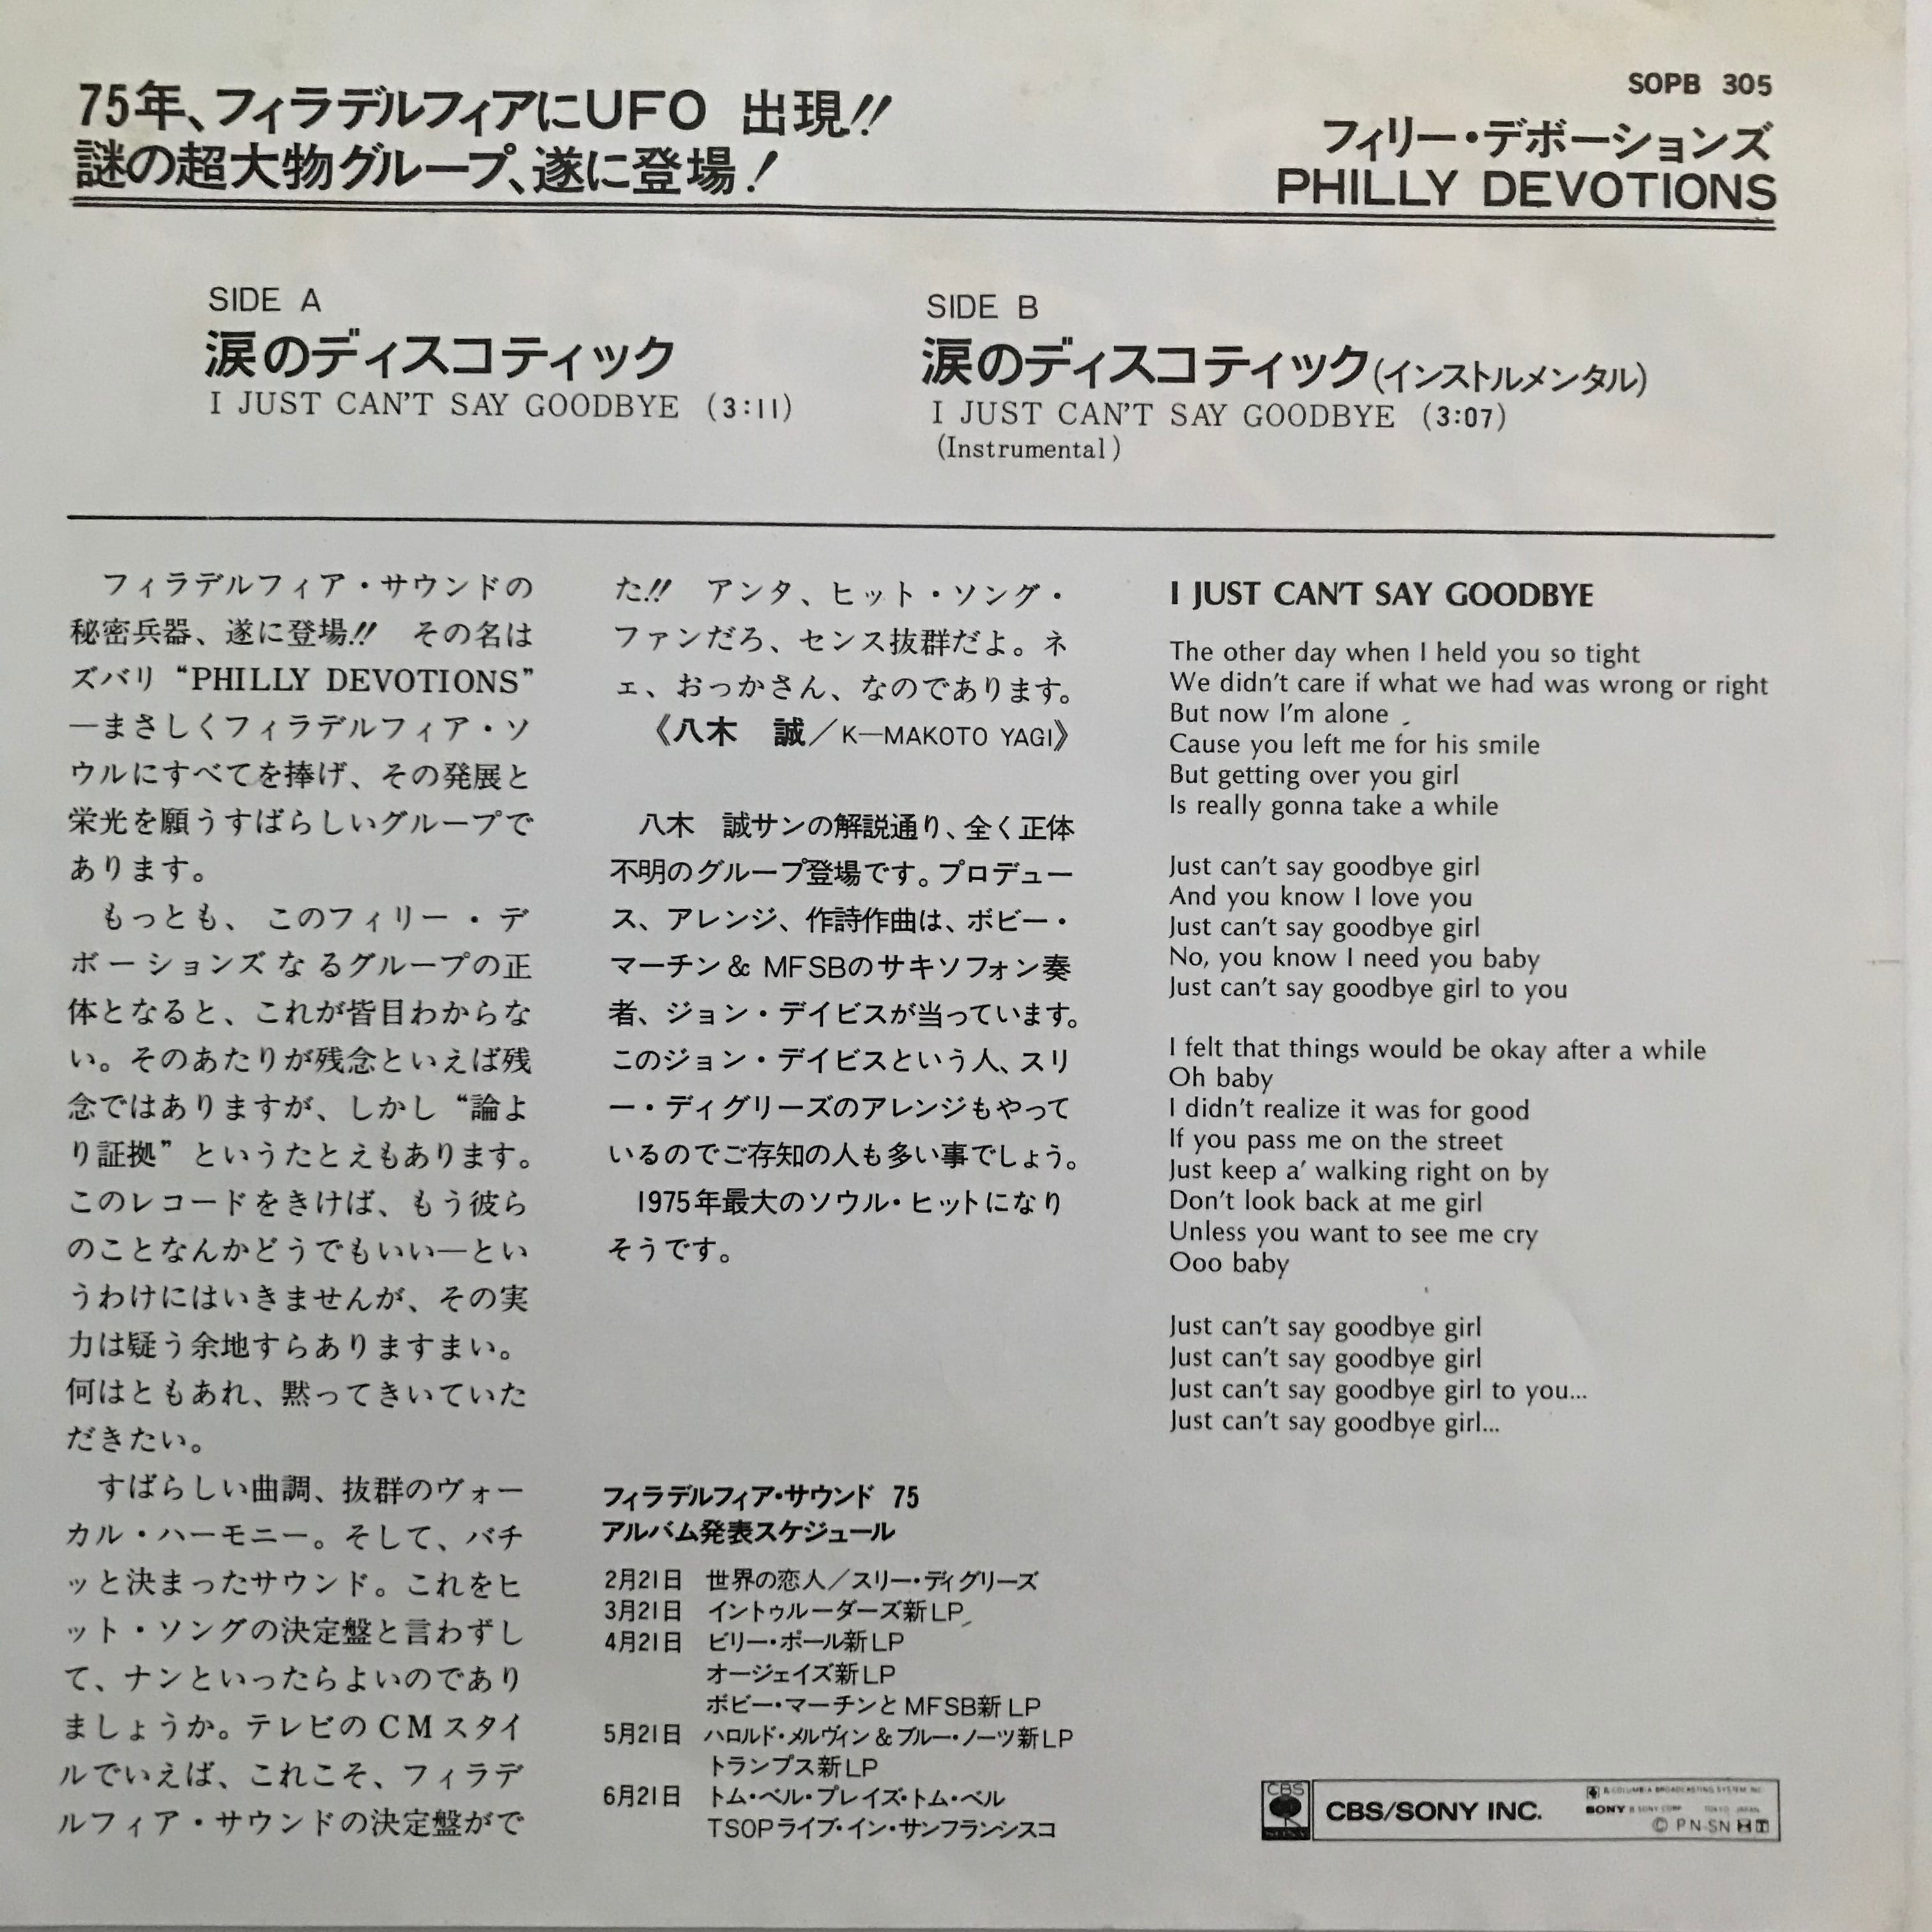 75年、フィラデルフィアにUFO 出現!!
謎の超大物グループ、遂に登場!
SOPB 305
フィリー・デボーションズ
PHILLY DEVOTIONS
SIDE A
涙のディスコティック
I JUST CAN'T SAY GOODBYE (3:11)
SIDE B
涙のディスコティック(インストルメンタル)
I JUST CAN'T SAY GOODBYE (3:07)
(Instrumental)
フィラデルフィア・サウンドの
秘密兵器、遂に登場!! その名は
ズバリ“PHILLY DEVOTIONS”
—まさしくフィラデルフィア・ソ
ウルにすべてを捧げ、その発展と
栄光を願うすばらしいグループで
あります。
もっとも、このフィリー・デ
ボーションズなるグループの正
体となると、これが皆目わからな
い。そのあたりが残念といえば残
念ではありますが、しかし“論よ
り証拠”というたとえもあります。
このレコードをきけば、もう彼ら
のことなんかどうでもいい—とい
うわけにはいきませんが、その実
力は疑う余地すらありますまい。
何はともあれ、黙ってきいていた
だきたい。
すばらしい曲調、抜群のヴォー
カル・ハーモニー。そして、バチ
ッと決まったサウンド。これをヒ
ット・ソングの決定盤と言わずし
て、ナンといったらよいのであり
ましょうか。テレビのCMスタイ
ルでいえば、これこそ、フィラデ
ルフィア・サウンドの決定盤がで
た!! アンタ、ヒット・ソング・
ファンだろ、センス抜群だよ。ネ
ェ、おっかさん、なのであります。
《八木 誠／K—MAKOTO YAGI》
八木 誠サンの解説通り、全く正体
不明のグループ登場です。プロデュー
ス、アレンジ、作詩作曲は、ボビー・
マーチン& MFSBのサキソフォン奏
者、ジョン・デイビスが当っています。
このジョン・デイビスという人、スリ
ー・ディグリーズのアレンジもやって
いるのでご存知の人も多い事でしょう。
1975年最大のソウル・ヒットになり
そうです。
フィラデルフィア・サウンド 75
アルバム発表スケジュール
2月21日 世界の恋人／スリー・ディグリーズ
3月21日 イントゥルーダーズ新LP
4月21日 ビリー・ポール新LP
オージェイズ新LP
ボビー・マーチンとMFSB新LP
5月21日 ハロルド・メルヴィン&ブルー・ノーツ新LP
トランプス新LP
6月21日 トム・ベル・プレイズ・トム・ベル
TSOPライブ・イン・サンフランシスコ
I JUST CAN'T SAY GOODBYE
The other day when I held you so tight
We didn't care if what we had was wrong or right
But now I'm alone
Cause you left me for his smile
But getting over you girl
Is really gonna take a while
Just can't say goodbye girl
And you know I love you
Just can't say goodbye girl
No, you know I need you baby
Just can't say goodbye girl to you
I felt that things would be okay after a while
Oh baby
I didn't realize it was for good
If you pass me on the street
Just keep a' walking right on by
Don't look back at me girl
Unless you want to see me cry
Ooo baby
Just can't say goodbye girl
Just can't say goodbye girl
Just can't say goodbye girl to you...
Just can't say goodbye girl...
CBS
SONY
CBS/SONY INC.
COLUMBIA BROADCASTING SYSTEM INC.
SONY SONY CORP TOKYO JAPAN
© P N-SN